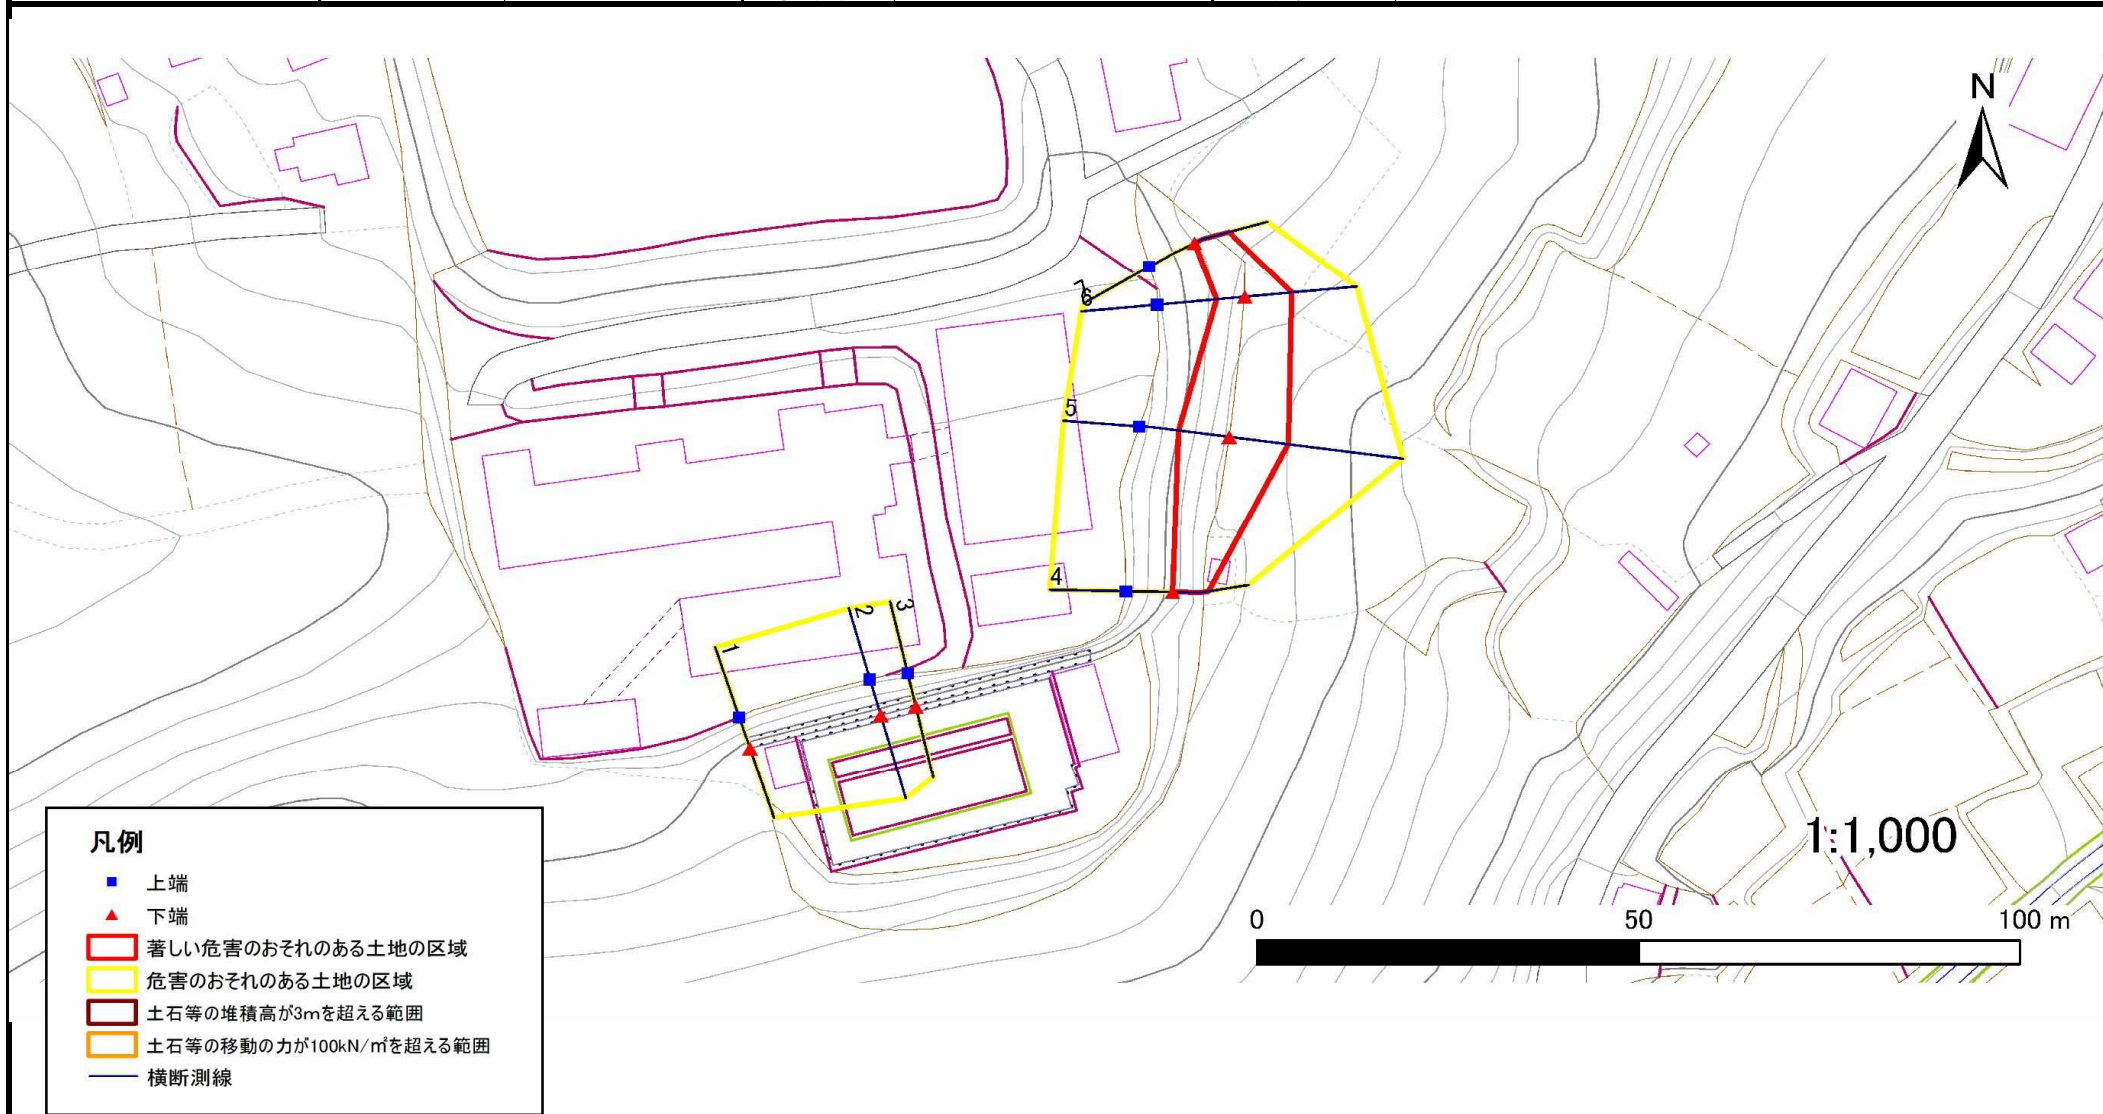 N
7
6
5
4
3
2
1
1:1,000
0 50 100 m
凡例
上端
下端
著しい危害のおそれのある土地の区域
危害のおそれのある土地の区域
土石等の堆積高が3mを超える範囲
土石等の移動の力が100kN/㎡を超える範囲
横断測線